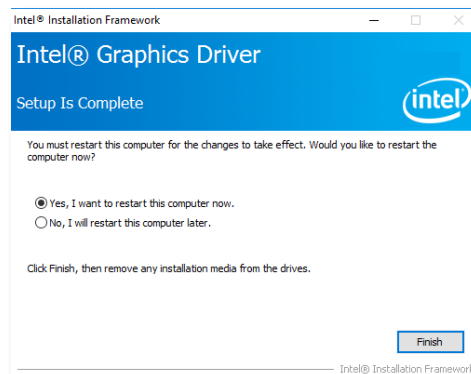 Intel® Installation Framework
Intel® Graphics Driver
Setup Is Complete
intel
You must restart this computer for the changes to take effect. Would you like to restart the
computer now?
Yes, I want to restart this computer now.
No, I will restart this computer later.
Click Finish, then remove any installation media from the drives.
Finish
Intel® Installation Framework